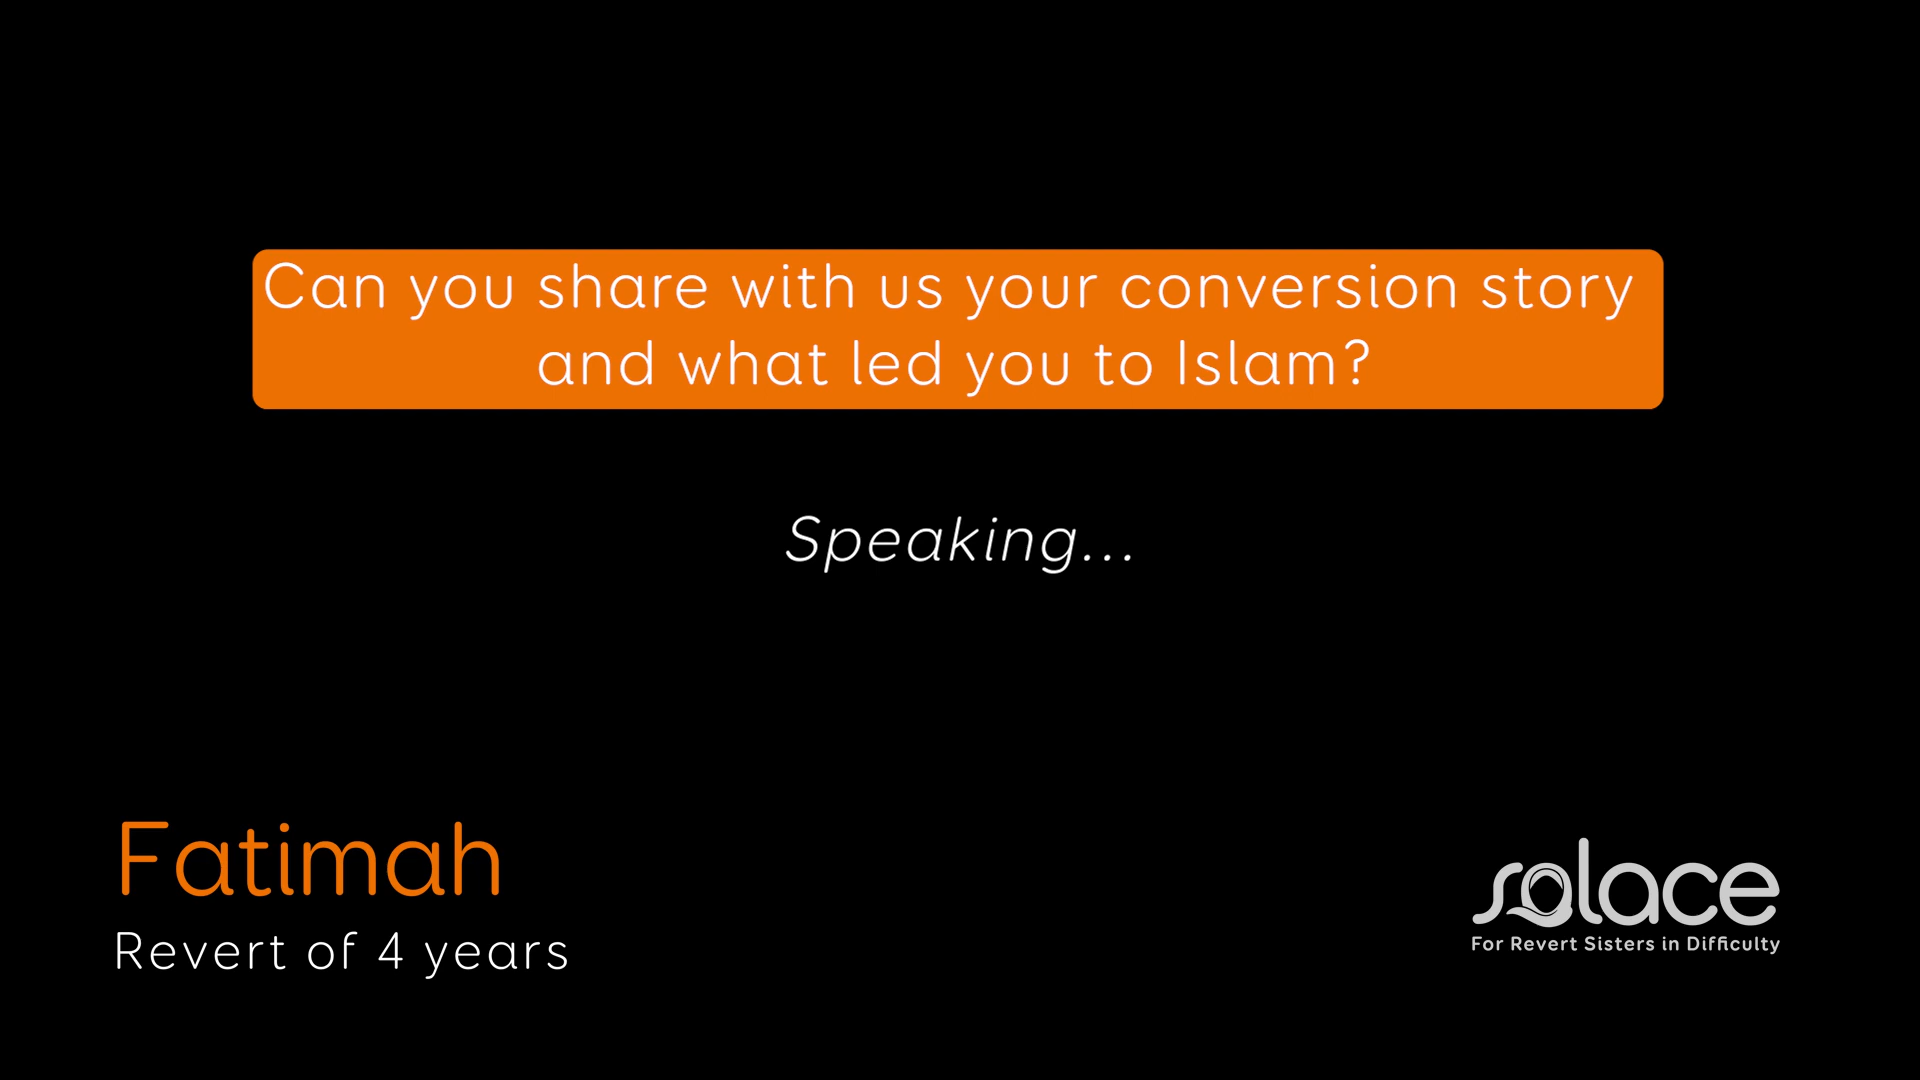 Can you share with us your conversion story
and what led you to Islam?
Speaking...
Fatimah
Revert of 4 years
solace
For Revert Sisters in Difficulty